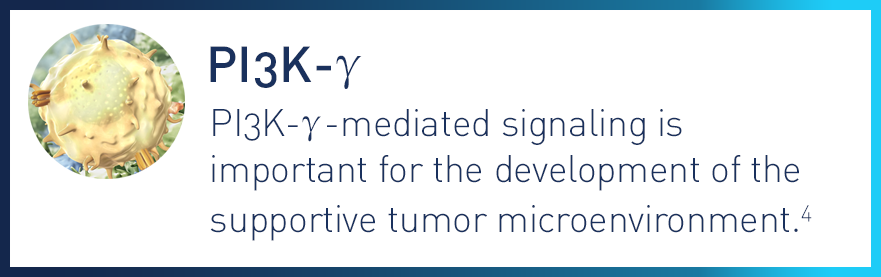 PI3K-γ
PI3K-γ-mediated signaling is
important for the development of the
supportive tumor microenvironment.⁴